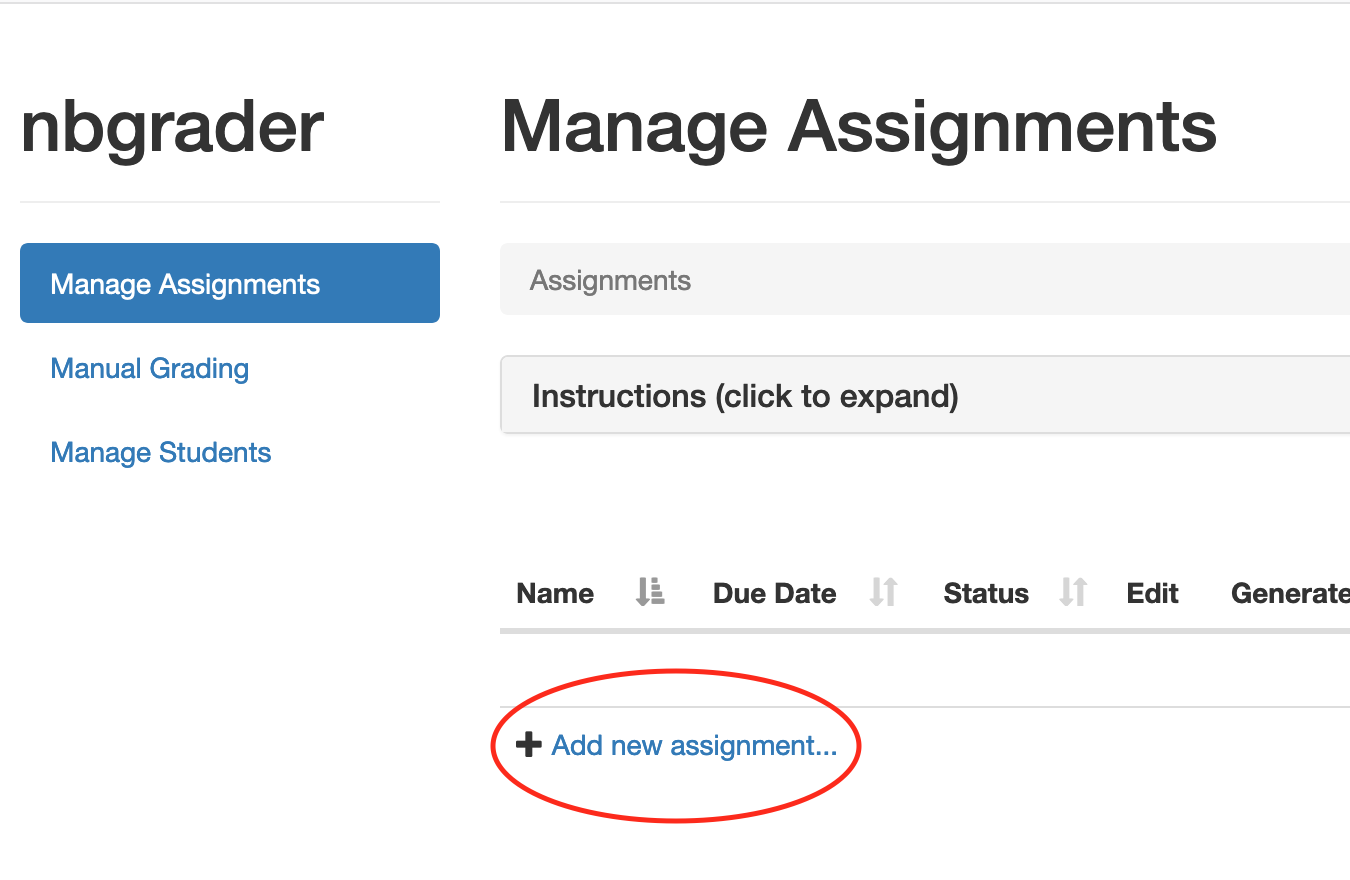 nbgrader
Manage Assignments
Manage Assignments
Manual Grading
Manage Students
Assignments
Instructions (click to expand)
Name Due Date Status Edit Generate
Add new assignment...